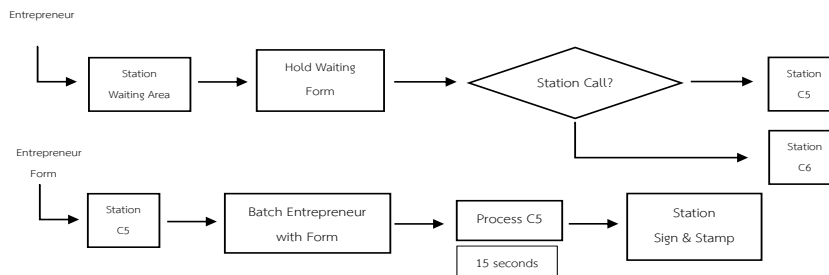 Entrepreneur
Station
Waiting Area
Hold Waiting
Form
Station Call?
Station
C5
Station
C6
Entrepreneur
Form
Station
C5
Batch Entrepreneur
with Form
Process C5
15 seconds
Station
Sign & Stamp